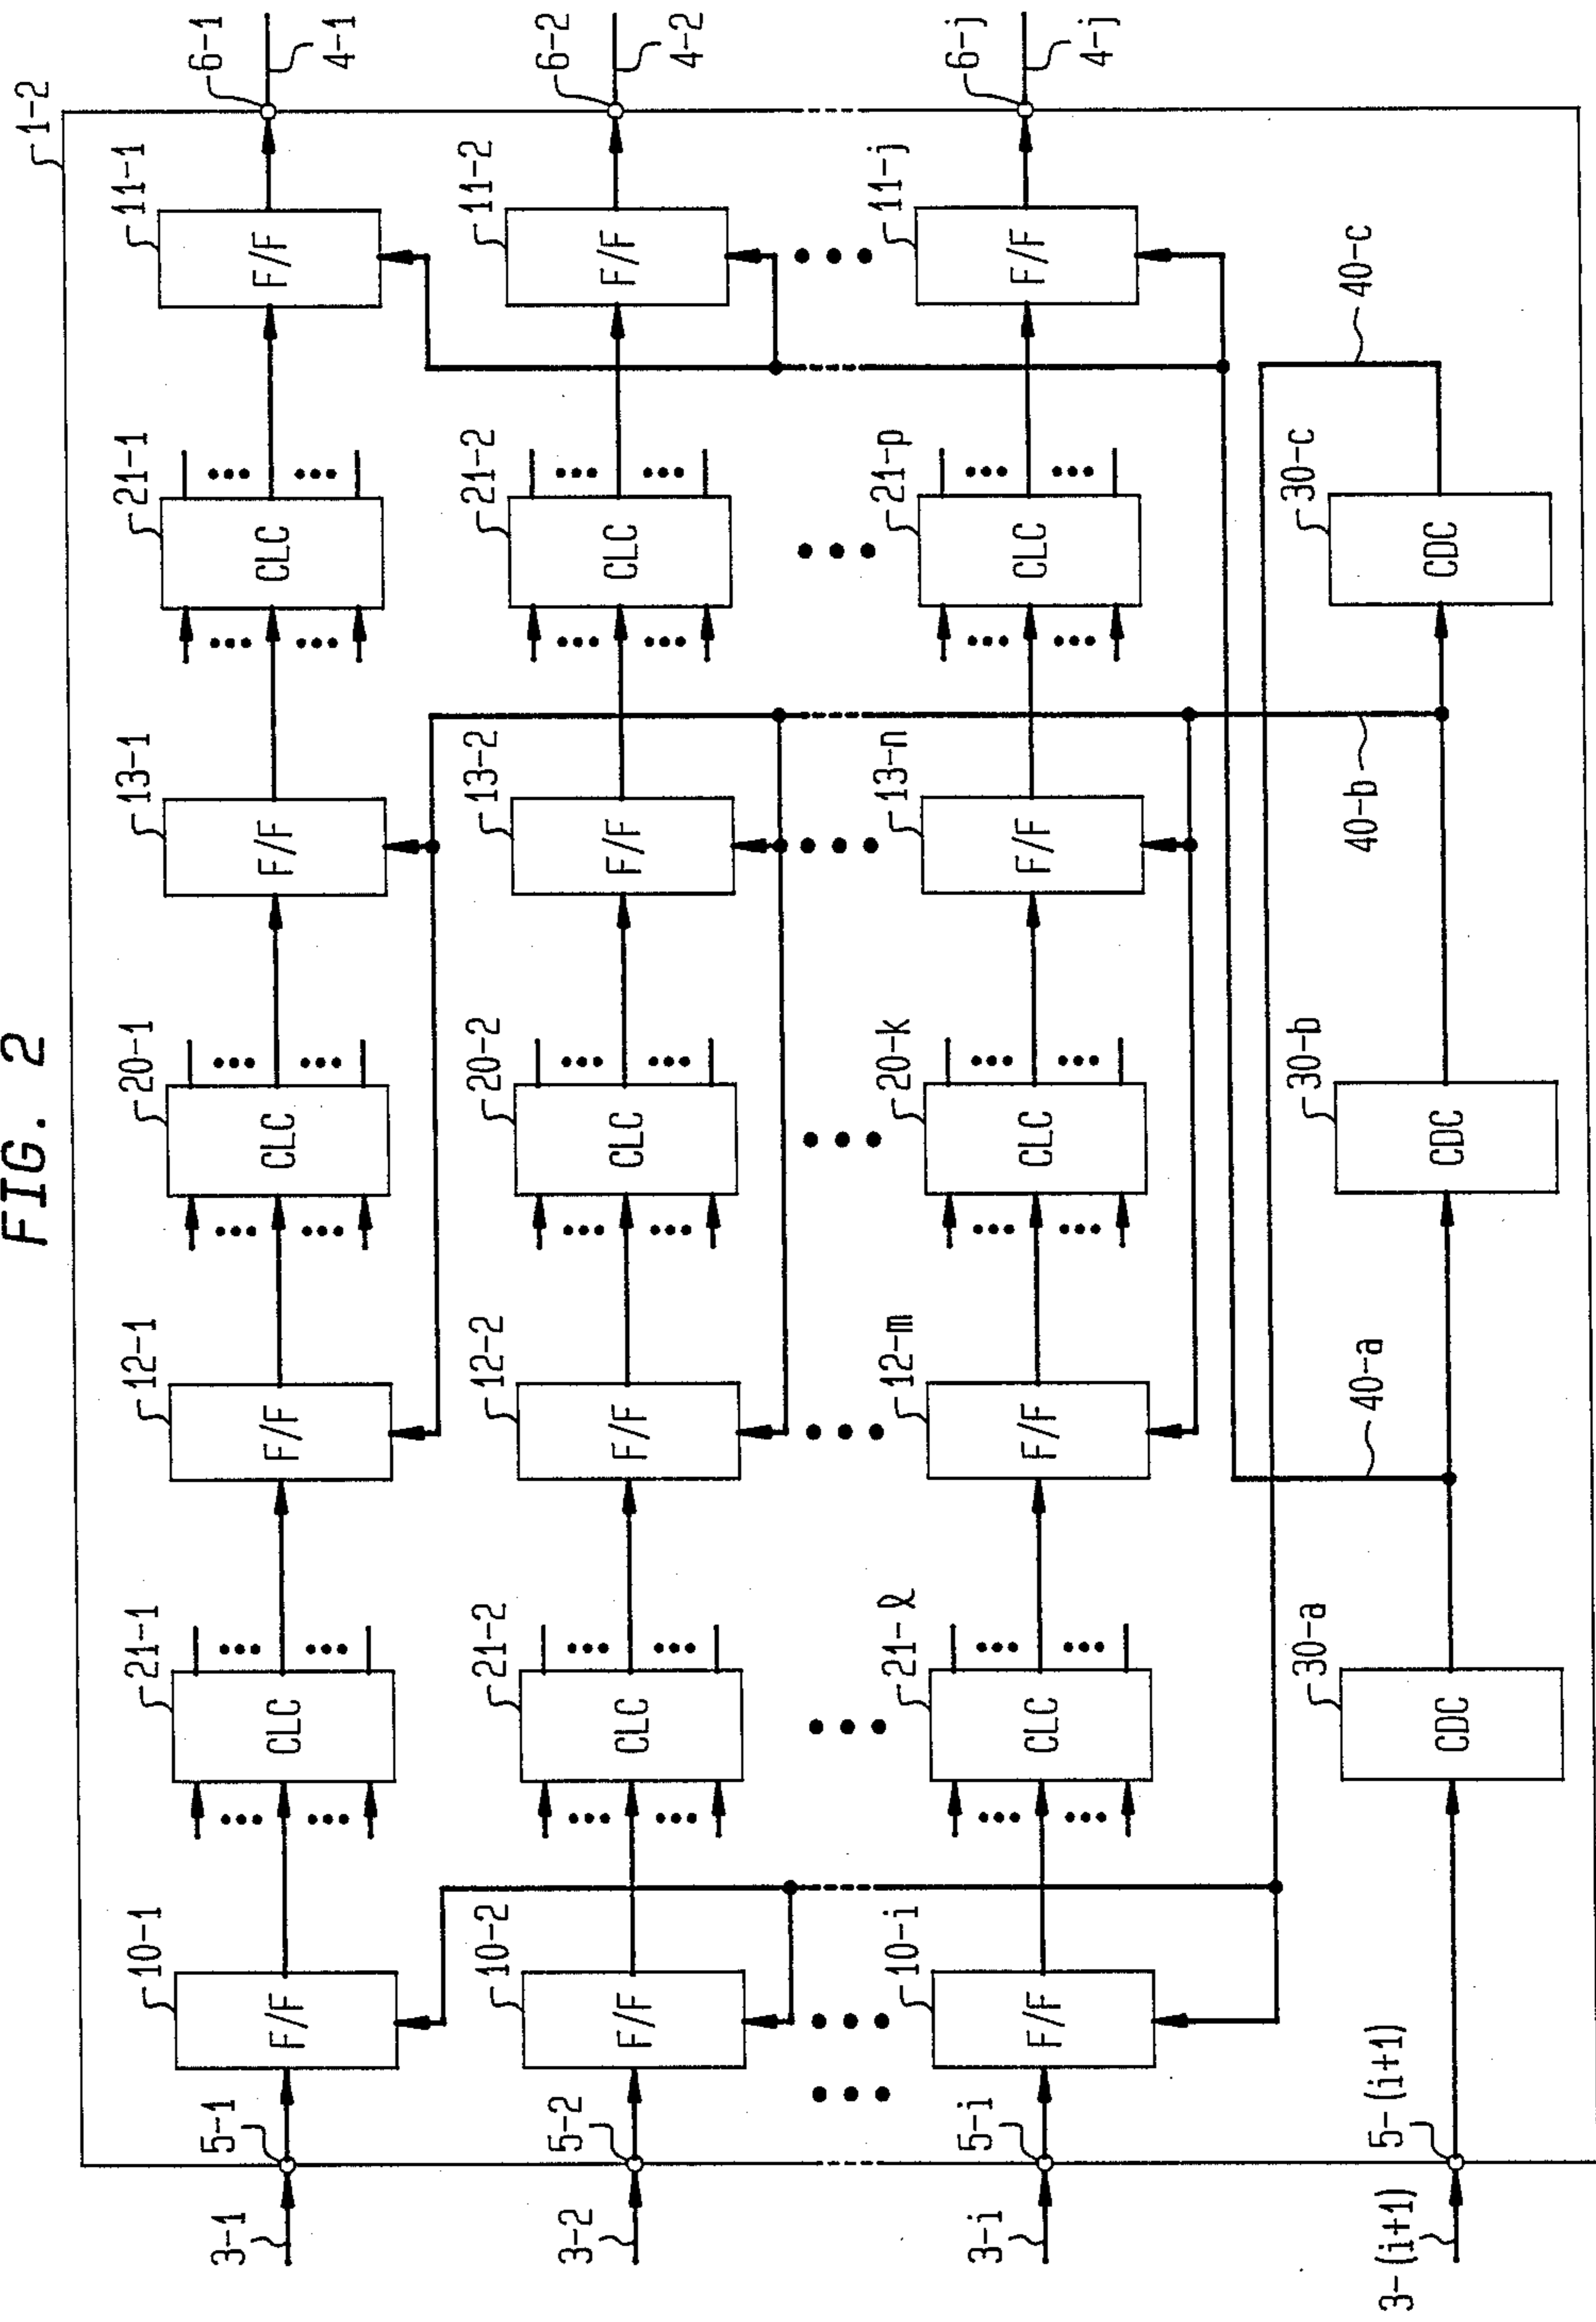 FIG. 2
1-2
10-1
21-1
12-1
20-1
13-1
21-1
11-1
6-1
3-1
5-1
F/F
CLC
F/F
CLC
F/F
CLC
F/F
4-1
10-2
21-2
12-2
20-2
13-2
21-2
11-2
6-2
3-2
5-2
F/F
CLC
F/F
CLC
F/F
CLC
F/F
4-2
10-i
21-ℓ
12-m
20-k
13-n
21-p
11-j
6-j
3-i
5-i
F/F
CLC
F/F
CLC
F/F
CLC
F/F
4-j
30-a
40-a
30-b
40-b
30-c
40-c
3-(i+1)
5-(i+1)
CDC
CDC
CDC